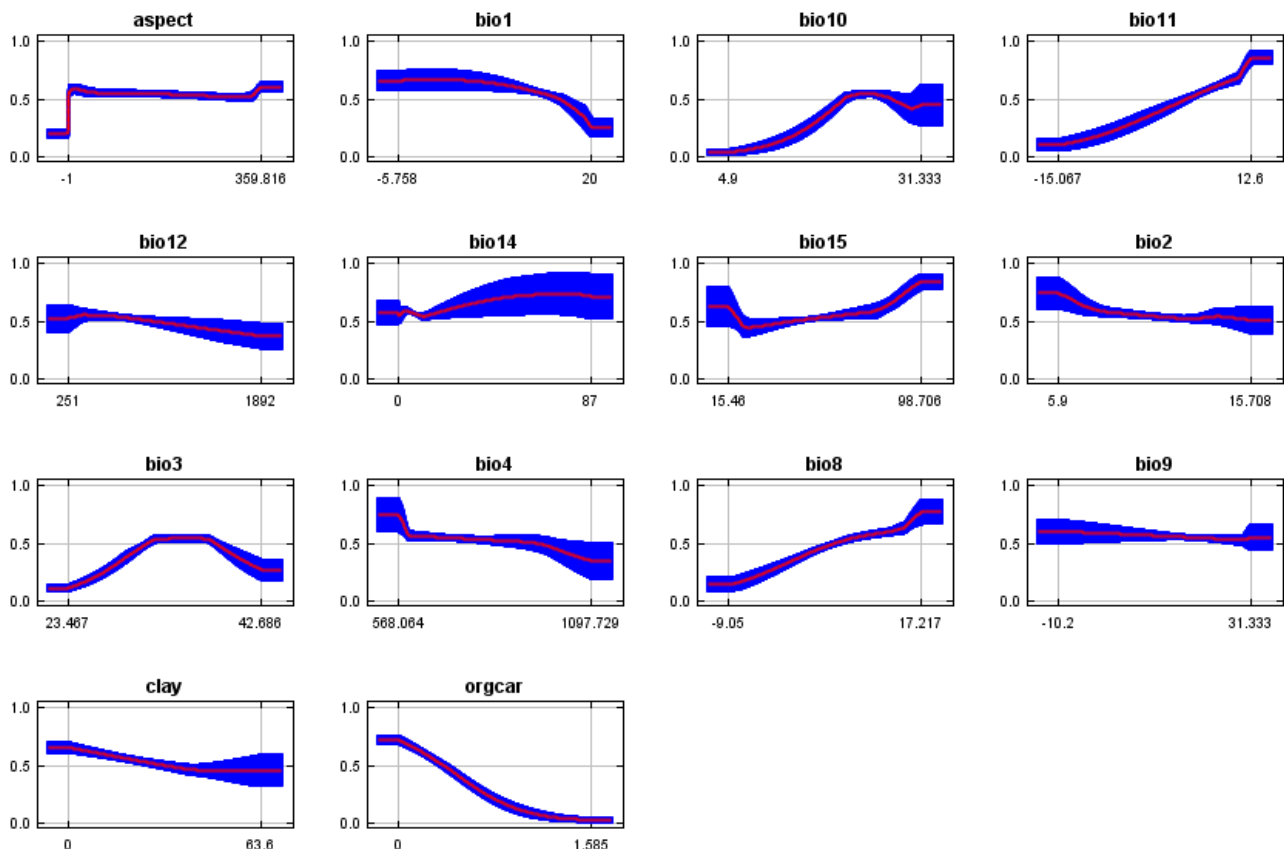 aspect bio1 bio10 bio11
1.0 1.0 1.0 1.0
0.5 0.5 0.5 0.5
0.0 0.0 0.0 0.0
-1 359.816 -5.758 20 4.9 31.333 -15.067 12.6
bio12 bio14 bio15 bio2
1.0 1.0 1.0 1.0
0.5 0.5 0.5 0.5
0.0 0.0 0.0 0.0
251 1892 0 87 15.46 98.706 5.9 15.708
bio3 bio4 bio8 bio9
1.0 1.0 1.0 1.0
0.5 0.5 0.5 0.5
0.0 0.0 0.0 0.0
23.467 42.686 568.064 1097.729 -9.05 17.217 -10.2 31.333
clay orgcar
1.0 1.0
0.5 0.5
0.0 0.0
0 63.6 0 1.585